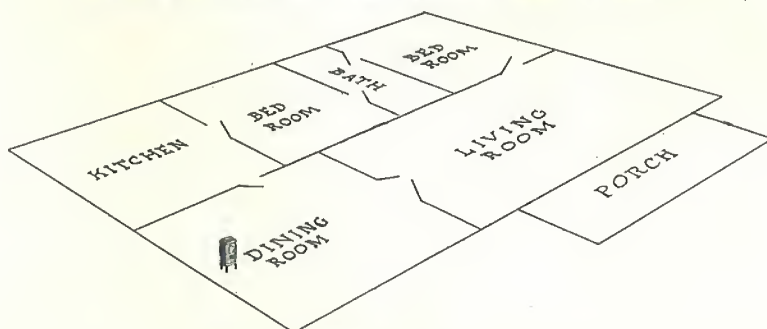 BED
ROOM
BATH
BED
ROOM
KITCHEN
LIVING
ROOM
PORCH
DINING
ROOM